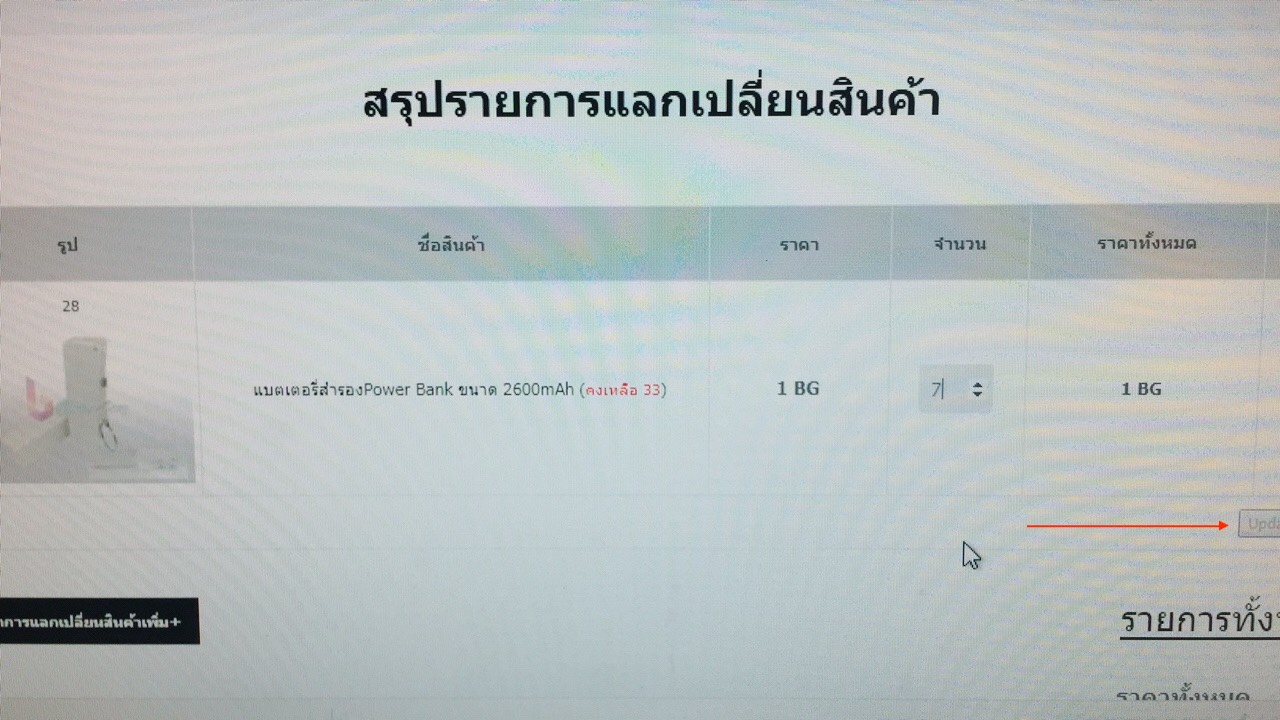 สรุปรายการแลกเปลี่ยนสินค้า
รูป ชื่อสินค้า ราคา จำนวน ราคาทั้งหมด
28
แบตเตอรี่สำรองPower Bank ขนาด 2600mAh (คงเหลือ 33) 1 BG 7 1 BG
Upda
การแลกเปลี่ยนสินค้าเพิ่ม+
รายการทั้ง
ราคาทั้งหมด